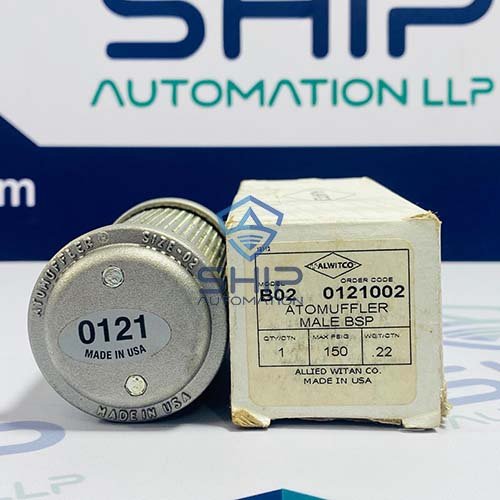 SHIP
AUTOMATION LLP
om
ATOMUFFLER® SIZE-02
0121
MADE IN USA
MADE IN USA
SHIP
AUTOMATION
ALWITCO
MODEL
ORDER CODE
B02 0121002
ATOMUFFLER
MALE BSP
QTY/CTN MAX PSIG WGT/CTN
1 150 .22
ALLIED WITAN CO.
MADE IN USA